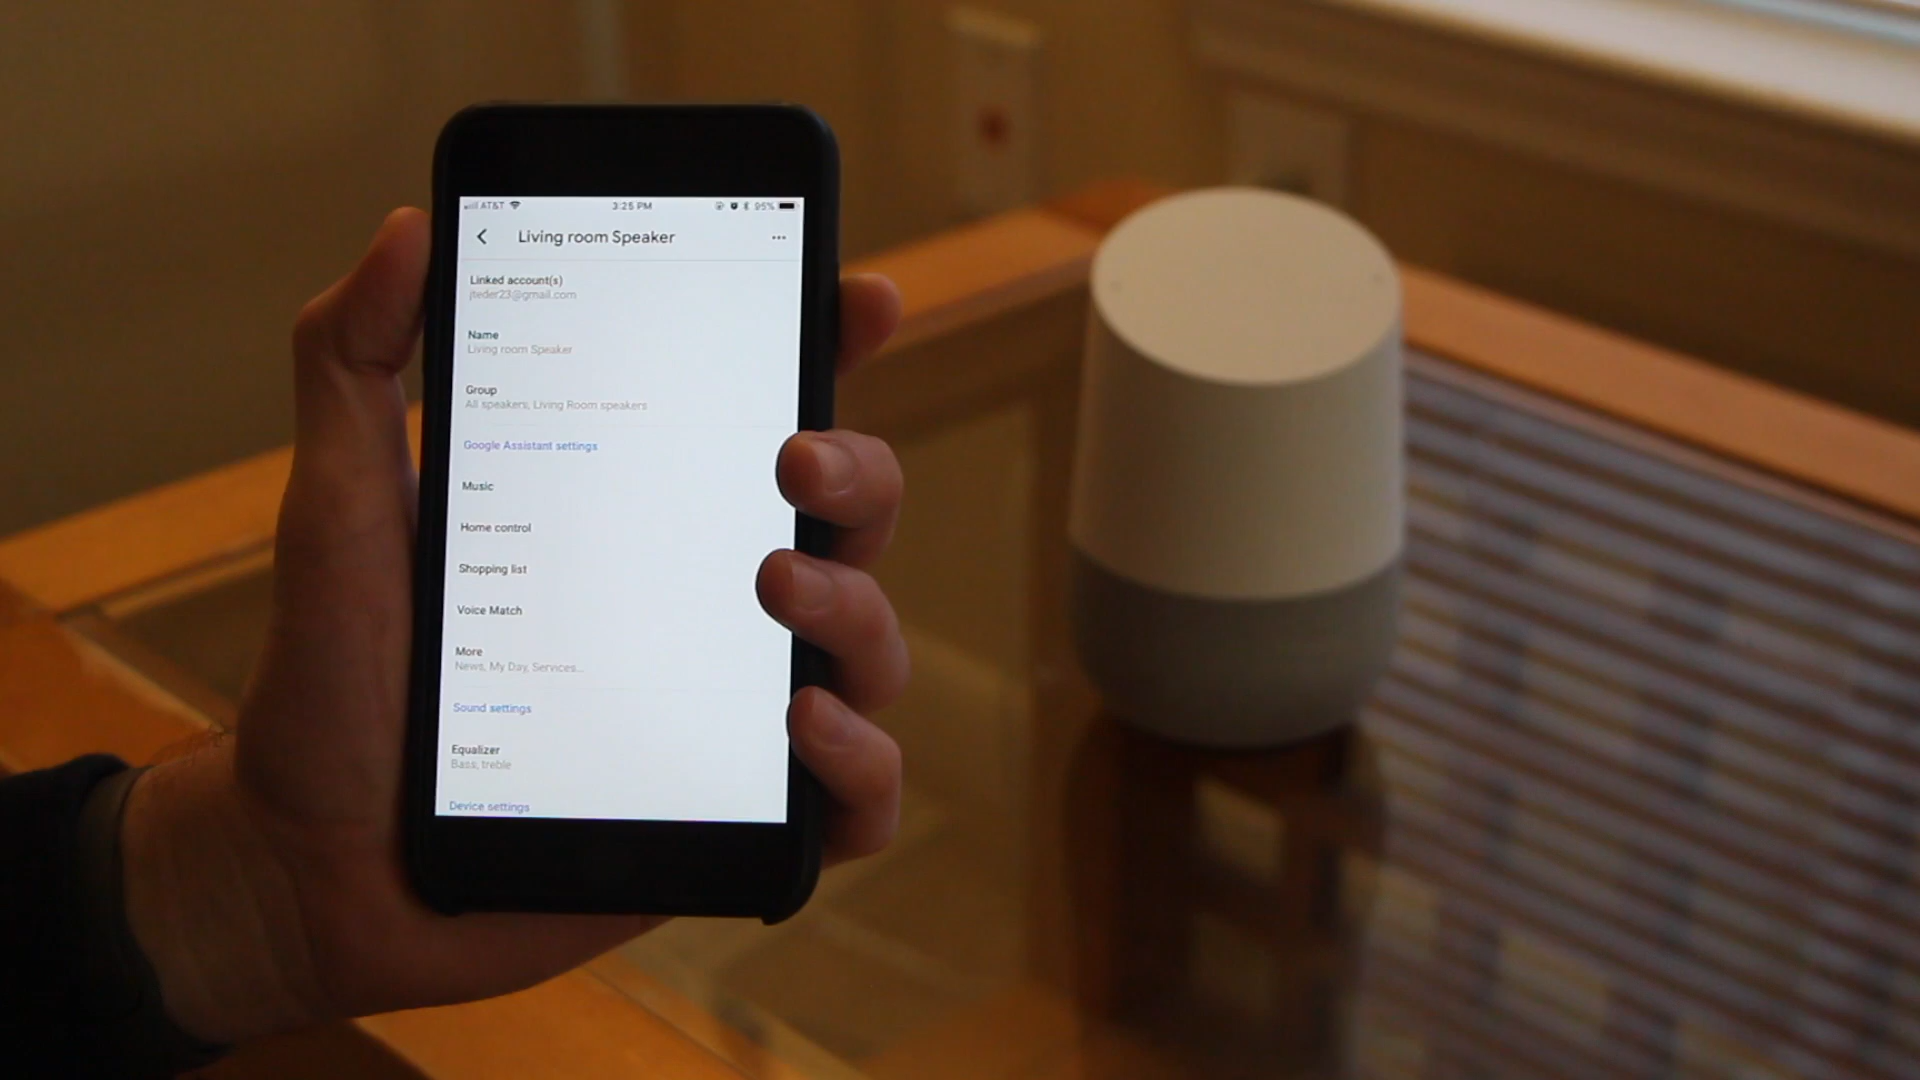 AT&T 3:25 PM 95%
Living room Speaker
Linked account(s)
jteder23@gmail.com
Name
Living room Speaker
Group
All speakers, Living Room speakers
Google Assistant settings
Music
Home control
Shopping list
Voice Match
More
News, My Day, Services...
Sound settings
Equalizer
Bass, treble
Device settings